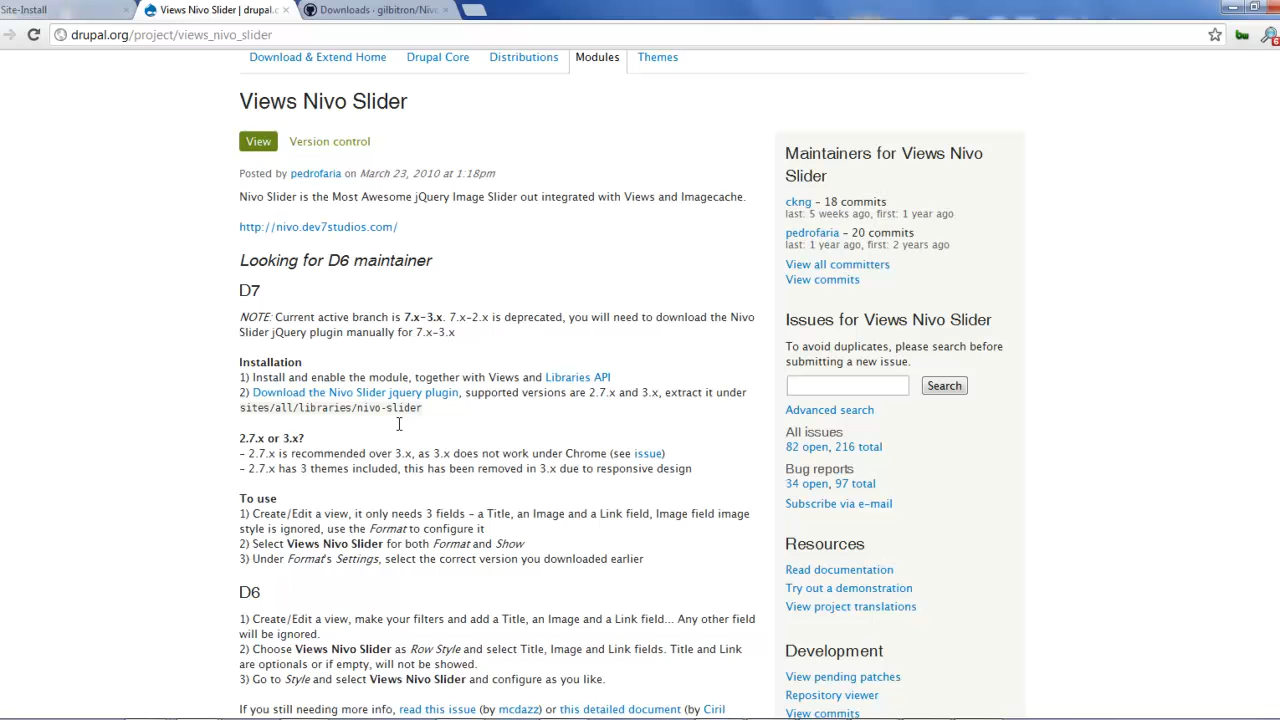 Site-Install
Views Nivo Slider | drupal.o
Downloads · gilbitron/Nivo
drupal.org/project/views_nivo_slider
Download & Extend Home
Drupal Core
Distributions
Modules
Themes
Views Nivo Slider
View
Version control
Posted by pedrofaria on March 23, 2010 at 1:18pm
Nivo Slider is the Most Awesome jQuery Image Slider out integrated with Views and Imagecache.
http://nivo.dev7studios.com/
Looking for D6 maintainer
D7
NOTE: Current active branch is 7.x-3.x. 7.x-2.x is deprecated, you will need to download the Nivo
Slider jQuery plugin manually for 7.x-3.x
Installation
1) Install and enable the module, together with Views and Libraries API
2) Download the Nivo Slider jquery plugin, supported versions are 2.7.x and 3.x, extract it under
sites/all/libraries/nivo-slider
2.7.x or 3.x?
- 2.7.x is recommended over 3.x, as 3.x does not work under Chrome (see issue)
- 2.7.x has 3 themes included, this has been removed in 3.x due to responsive design
To use
1) Create/Edit a view, it only needs 3 fields - a Title, an Image and a Link field, Image field image
style is ignored, use the Format to configure it
2) Select Views Nivo Slider for both Format and Show
3) Under Format's Settings, select the correct version you downloaded earlier
D6
1) Create/Edit a view, make your filters and add a Title, an Image and a Link field... Any other field
will be ignored.
2) Choose Views Nivo Slider as Row Style and select Title, Image and Link fields. Title and Link
are optionals or if empty, will not be showed.
3) Go to Style and select Views Nivo Slider and configure as you like.
If you still needing more info, read this issue (by mcdazz) or this detailed document (by Ciril
Maintainers for Views Nivo
Slider
ckng - 18 commits
last: 5 weeks ago, first: 1 year ago
pedrofaria - 20 commits
last: 1 year ago, first: 2 years ago
View all committers
View commits
Issues for Views Nivo Slider
To avoid duplicates, please search before
submitting a new issue.
Search
Advanced search
All issues
82 open, 216 total
Bug reports
34 open, 97 total
Subscribe via e-mail
Resources
Read documentation
Try out a demonstration
View project translations
Development
View pending patches
Repository viewer
View commits